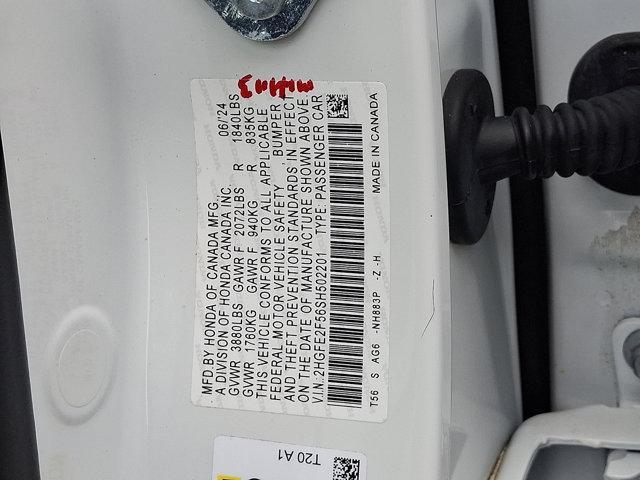 MFD.BY HONDA OF CANADA MFG., 06/'24
A DIVISION OF HONDA CANADA INC.
GVWR 3880LBS GAWR F 2072LBS R 1840LBS
GVWR 1760KG GAWR F 940KG R 835KG
THIS VEHICLE CONFORMS TO ALL APPLICABLE
FEDERAL MOTOR VEHICLE SAFETY , BUMPER ,
AND THEFT PREVENTION STANDARDS IN EFFECT
ON THE DATE OF MANUFACTURE SHOWN ABOVE.
V.I.N. 2HGFE2F56SH502201 TYPE: PASSENGER CAR
T56 S AG6 -NH883P -Z -H. MADE IN CANADA
T20 A1